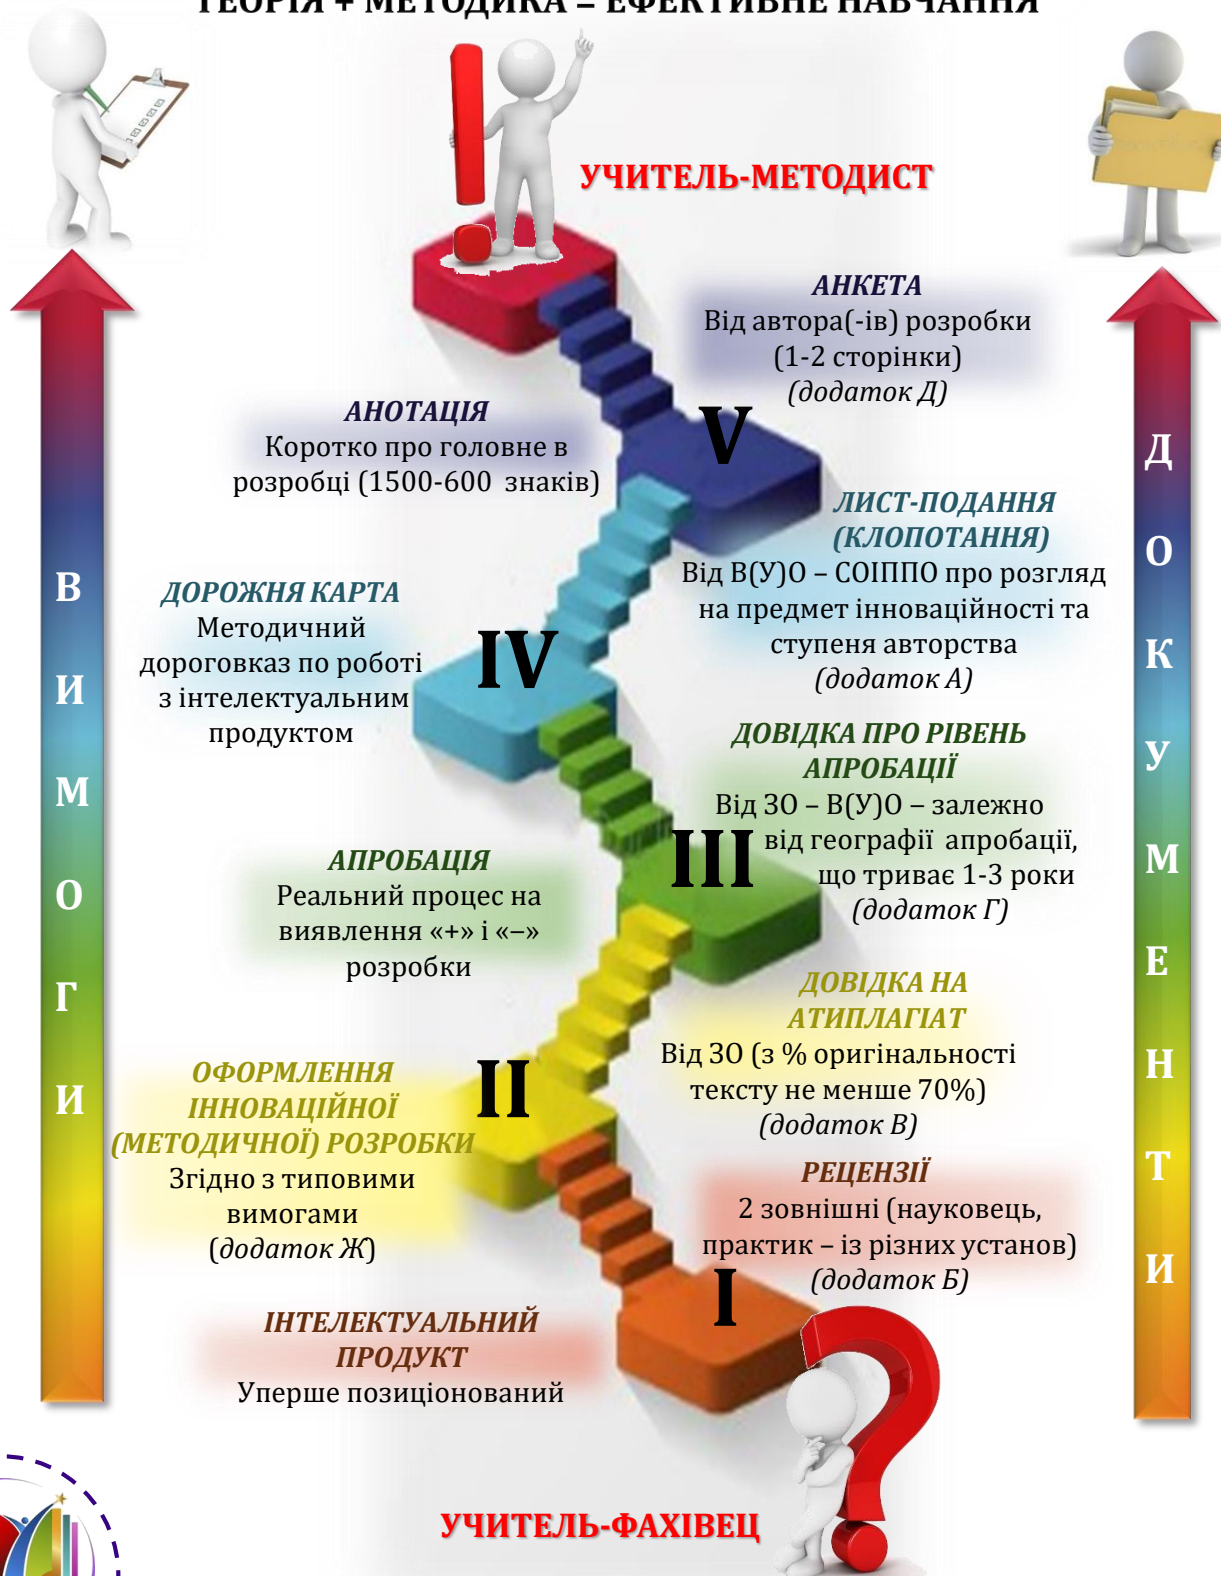 ТЕОРІЯ + МЕТОДИКА = ЕФЕКТИВНЕ НАВЧАННЯ
УЧИТЕЛЬ-МЕТОДИСТ
АНКЕТА
Від автора(-ів) розробки
(1-2 сторінки)
(додаток Д)
V
АНОТАЦІЯ
Коротко про головне в
розробці (1500-600 знаків)
ЛИСТ-ПОДАННЯ
(КЛОПОТАННЯ)
Від В(У)О – СОІППО про розгляд
на предмет інноваційності та
ступеня авторства
(додаток А)
IV
ДОРОЖНЯ КАРТА
Методичний
дороговказ по роботі
з інтелектуальним
продуктом
ДОВІДКА ПРО РІВЕНЬ
АПРОБАЦІЇ
Від ЗО – В(У)О – залежно
від географії апробації,
що триває 1-3 роки
(додаток Г)
III
АПРОБАЦІЯ
Реальний процес на
виявлення «+» і «–»
розробки
ДОВІДКА НА
АТИПЛАГІАТ
Від ЗО (з % оригінальності
тексту не менше 70%)
(додаток В)
II
ОФОРМЛЕННЯ
ІННОВАЦІЙНОЇ
(МЕТОДИЧНОЇ) РОЗРОБКИ
Згідно з типовими
вимогами
(додаток Ж)
РЕЦЕНЗІЇ
2 зовнішні (науковець,
практик – із різних установ)
(додаток Б)
I
ІНТЕЛЕКТУАЛЬНИЙ
ПРОДУКТ
Уперше позиціонований
УЧИТЕЛЬ-ФАХІВЕЦЬ
В
И
М
О
Г
И
Д
О
К
У
М
Е
Н
Т
И